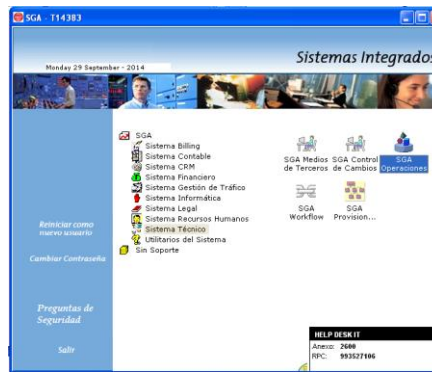 SGA - T14383
Sistemas Integrados
Monday 29 September - 2014
SGA
Sistema Billing
Sistema Contable
Sistema CRM
Sistema Financiero
Sistema Gestión de Tráfico
Sistema Informática
Sistema Legal
Sistema Recursos Humanos
Sistema Técnico
Utilitarios del Sistema
Sin Soporte
SGA Medios de Terceros
SGA Control de Cambios
SGA Operaciones
SGA Workflow
SGA Provision...
Reiniciar como
nuevo usuario
Cambiar Contraseña
Preguntas de
Seguridad
Salir
HELP DESK IT
Anexo: 2600
RPC: 993527106